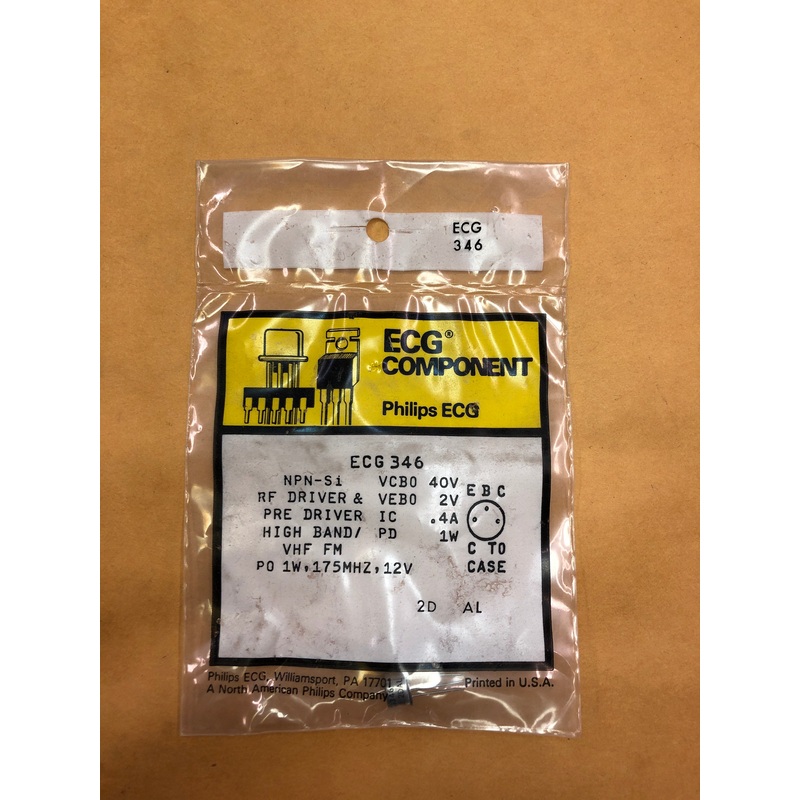 ECG
346
ECG®
COMPONENT
Philips ECG
ECG 346
NPN-Si VCBO 40V
RF DRIVER & VEBO 2V
PRE DRIVER IC .4A
HIGH BAND/ PD 1W
VHF FM
PO 1W,175MHZ,12V
E B C
C TO
CASE
2D AL
Philips ECG, Williamsport, PA 17701
A North American Philips Company
Printed in U.S.A.